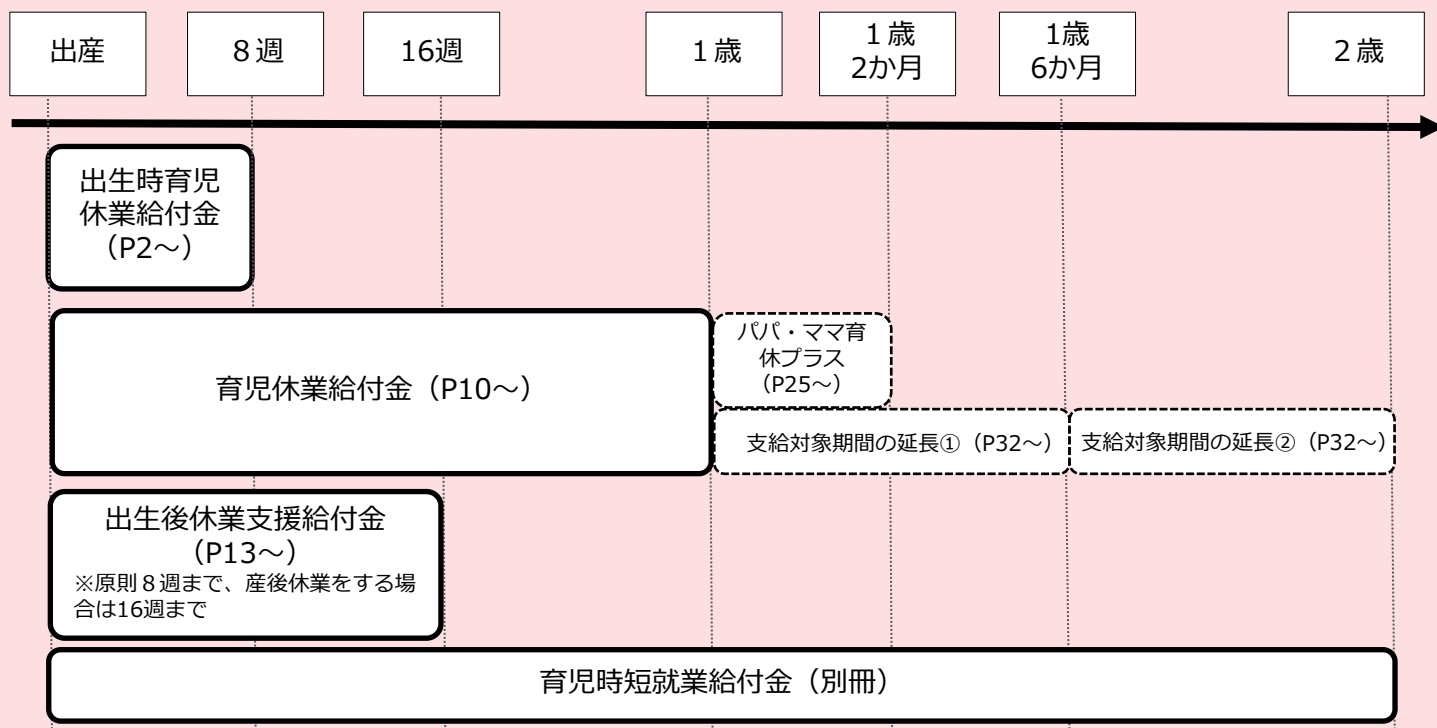 出産
８週
16週
１歳
１歳
2か月
1歳
6か月
２歳
出生時育児
休業給付金
（P2～）
育児休業給付金（P10～）
パパ・ママ育
休プラス
（P25～）
支給対象期間の延長①（P32～）
支給対象期間の延長②（P32～）
出生後休業支援給付金
（P13～）
※原則８週まで、産後休業をする場
合は16週まで
育児時短就業給付金（別冊）